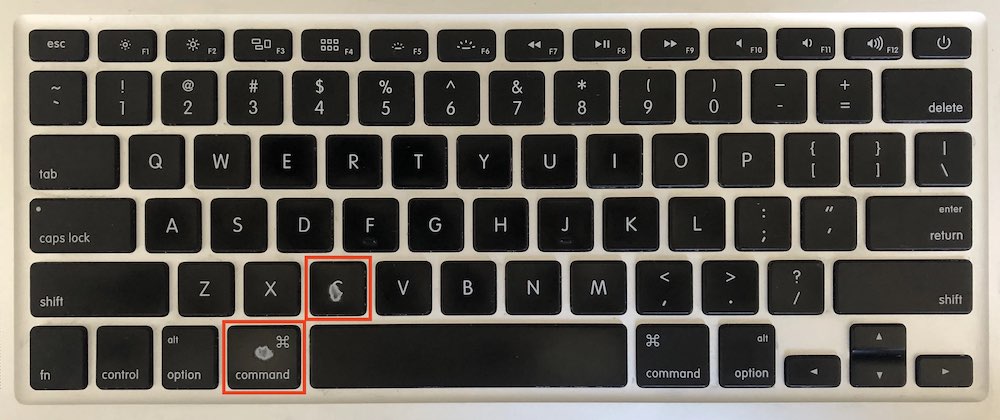 esc F1 F2 F3 F4 F5 F6 F7 F8 F9 F10 F11 F12
~ ! @ # $ % ^ & * ( ) – +
` 1 2 3 4 5 6 7 8 9 0 - = delete
tab Q W E R T Y U I O P { [ } ] | \
caps lock A S D F G H J K L : ; " ' enter return
shift Z X C V B N M < , > . ? / shift
fn control alt option ⌘ command ⌘ command alt option ◄ ▲ ▼ ►